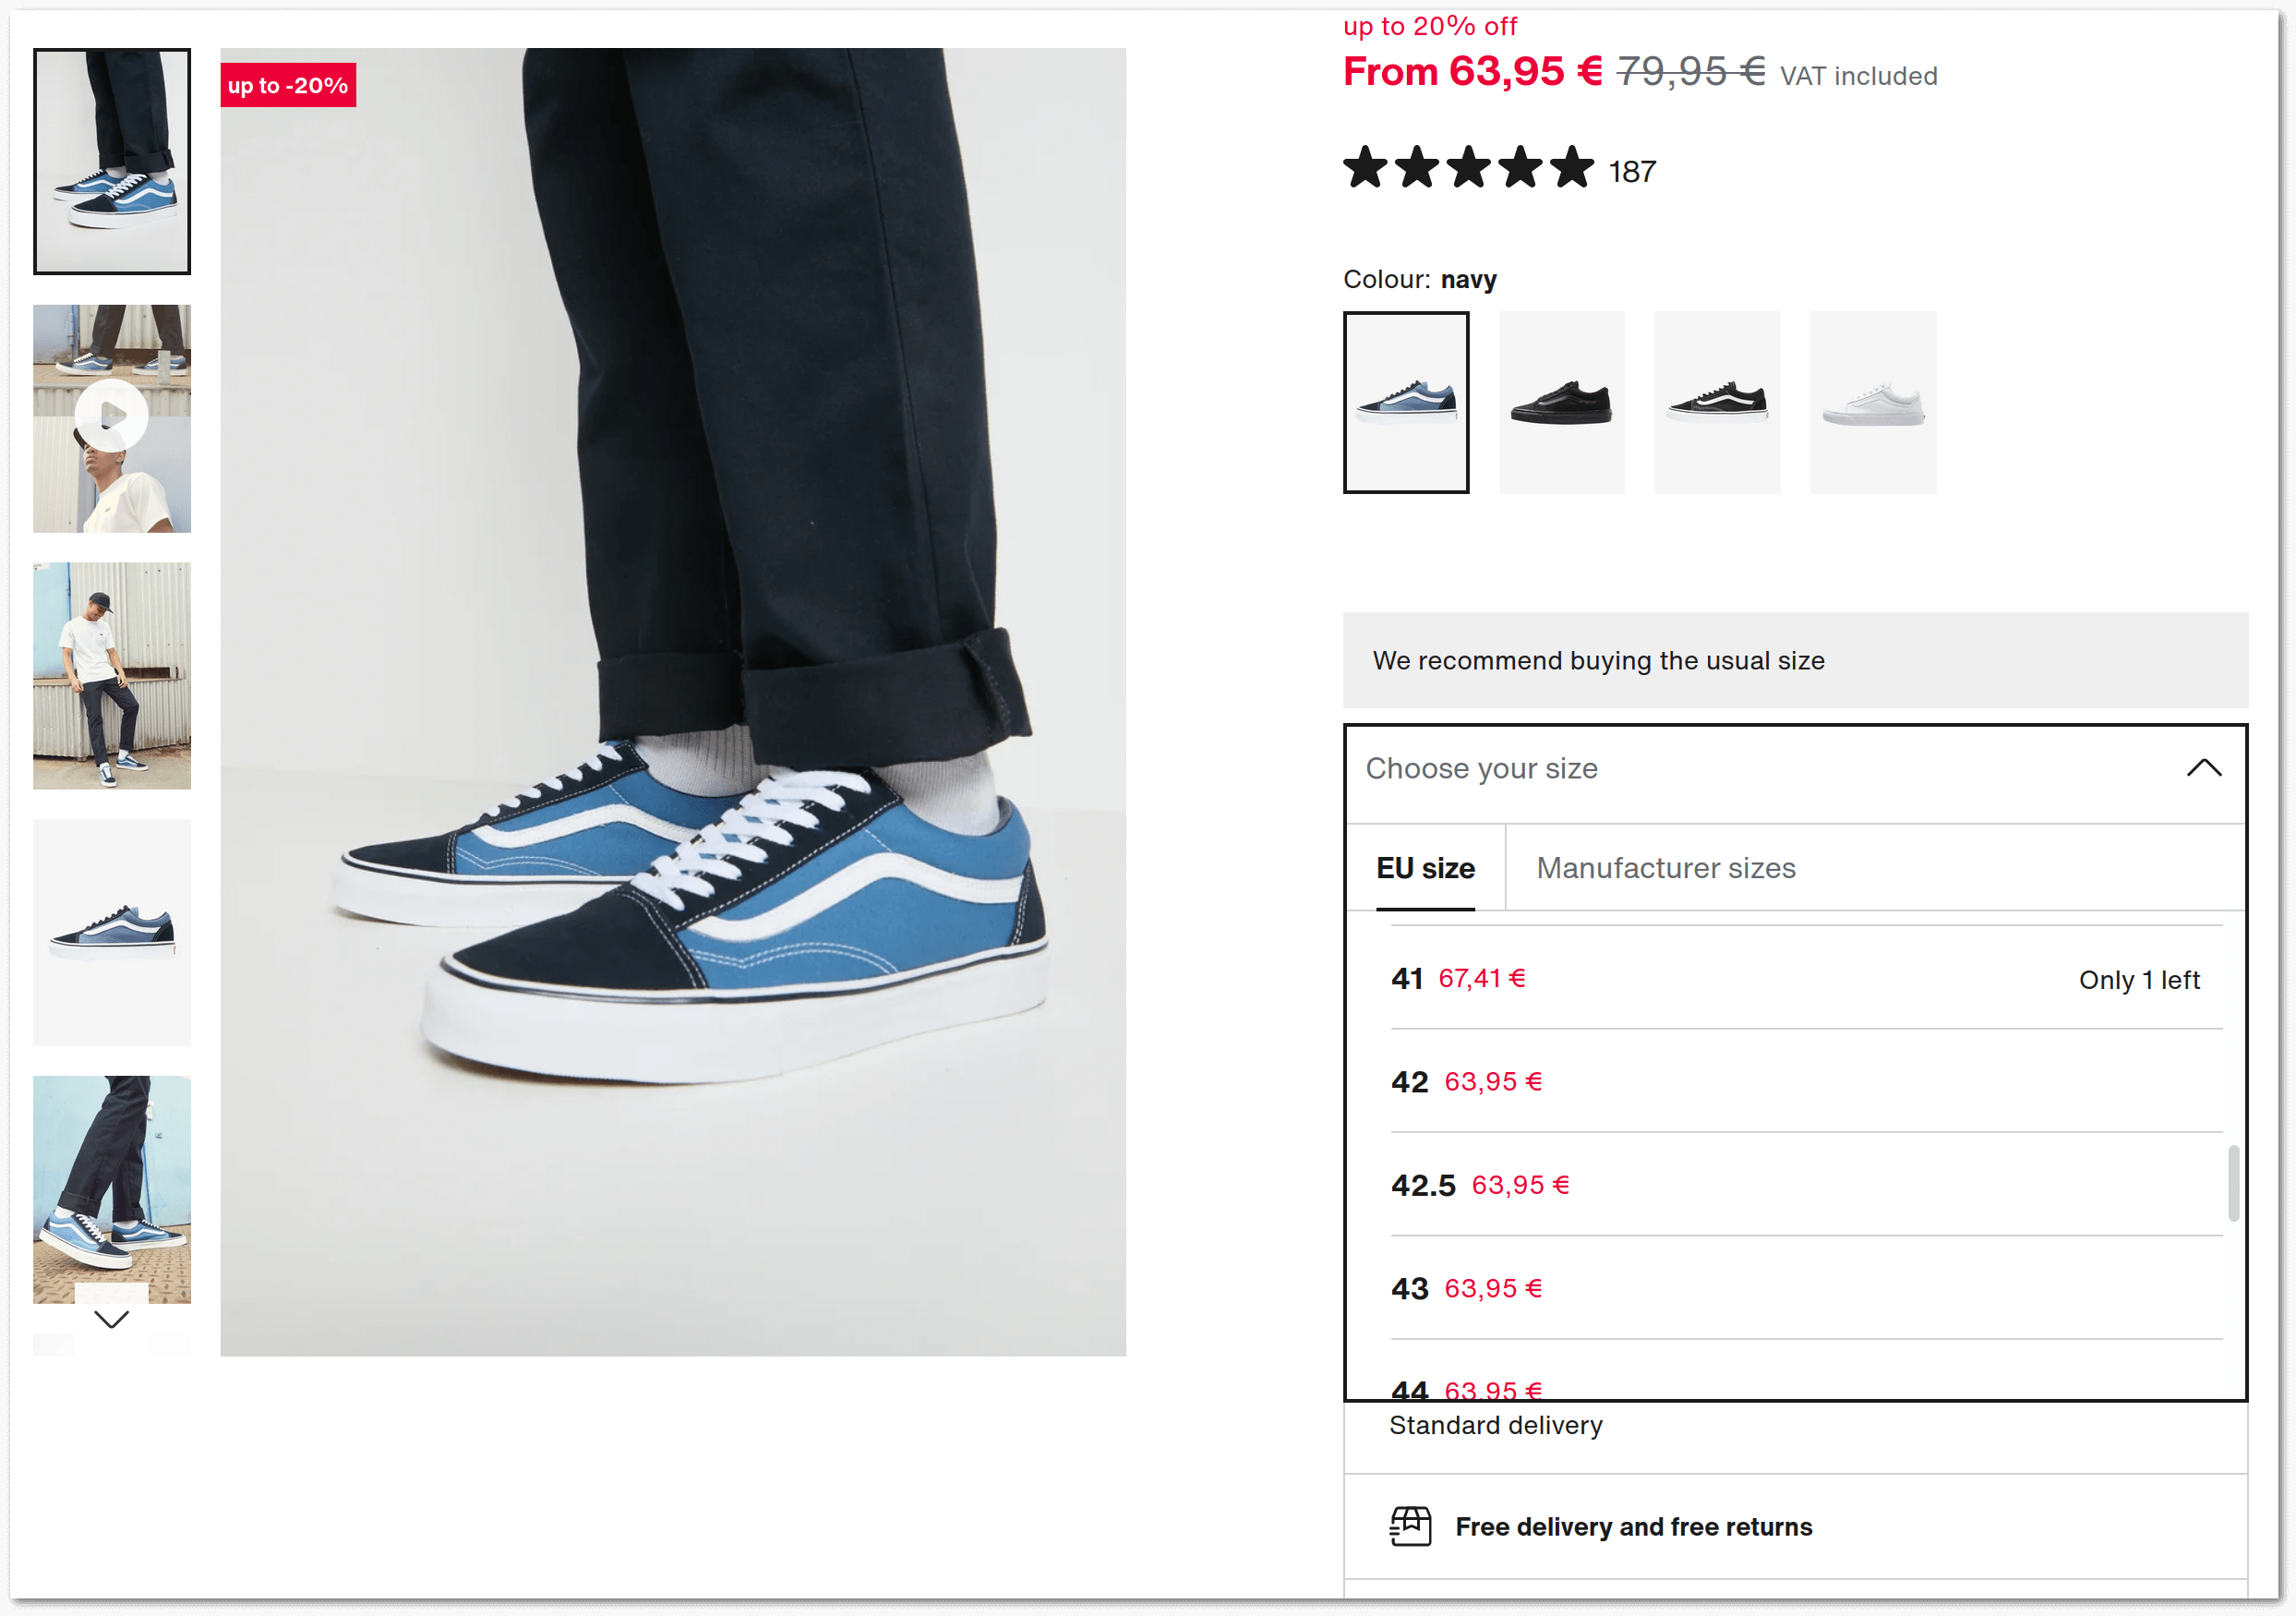 up to -20%
up to 20% off
From 63,95 € 79,95 € VAT included
187
Colour: navy
We recommend buying the usual size
Choose your size
EU size Manufacturer sizes
41 67,41 € Only 1 left
42 63,95 €
42.5 63,95 €
43 63,95 €
44 63,95 €
Standard delivery
Free delivery and free returns